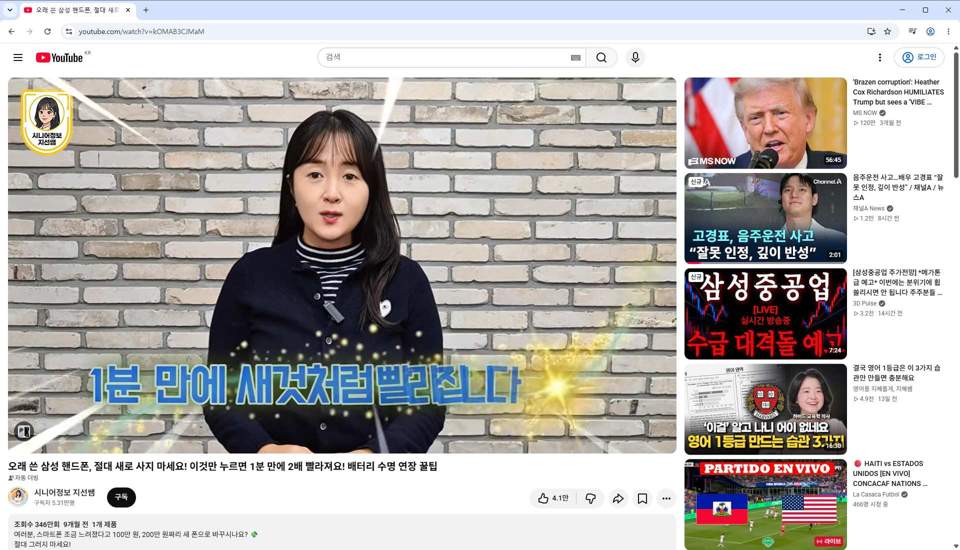 오래 쓴 삼성 핸드폰, 절대 새로
youtube.com/watch?v=kOMAB3CJMaM
YouTube KR
검색
로그인
시니어정보
지선쌤
1분 만에 새것처럼 빨라집니다
오래 쓴 삼성 핸드폰, 절대 새로 사지 마세요! 이것만 누르면 1분 만에 2배 빨라져요! 배터리 수명 연장 꿀팁
자동 더빙
시니어정보 지선쌤
구독자 5.31만명
구독
4.1만
조회수 346만회 9개월 전 1개 제품
여러분, 스마트폰 조금 느려졌다고 100만 원, 200만 원짜리 새 폰으로 바꾸시나요? 💸
절대 그러지 마세요!
MS NOW
56:45
'Brazen corruption': Heather
Cox Richardson HUMILIATES
Trump but sees a 'VIBE ...
MS NOW
120만 3개월 전
신규
Channel A
고경표, 음주운전 사고
"잘못 인정, 깊이 반성"
2:01
음주운전 사고…배우 고경표 "잘
못 인정, 깊이 반성" / 채널A / 뉴
스A
채널A News
1.2만 8시간 전
신규
삼성중공업
[LIVE]
실시간 방송중
수급 대격돌 예고
7:24
[삼성중공업 주가전망] *메가톤
급 예고* 이번에는 분위기에 휩
쓸리시면 안 됩니다 주주분들 ...
3D Pulse
3.2천 14시간 전
'이걸' 알고 나니 어이 없네요
영어 1등급 만드는 습관 3가지
16:30
결국 영어 1등급은 이 3가지 습
관만 만들면 충분해요
영어를 지혜롭게, 지혜쌤
4.9천 13일 전
PARTIDO EN VIVO
라이브
🔴 HAITI vs ESTADOS
UNIDOS [EN VIVO]
CONCACAF NATIONS ...
La Casaca Futbol
466명 시청 중